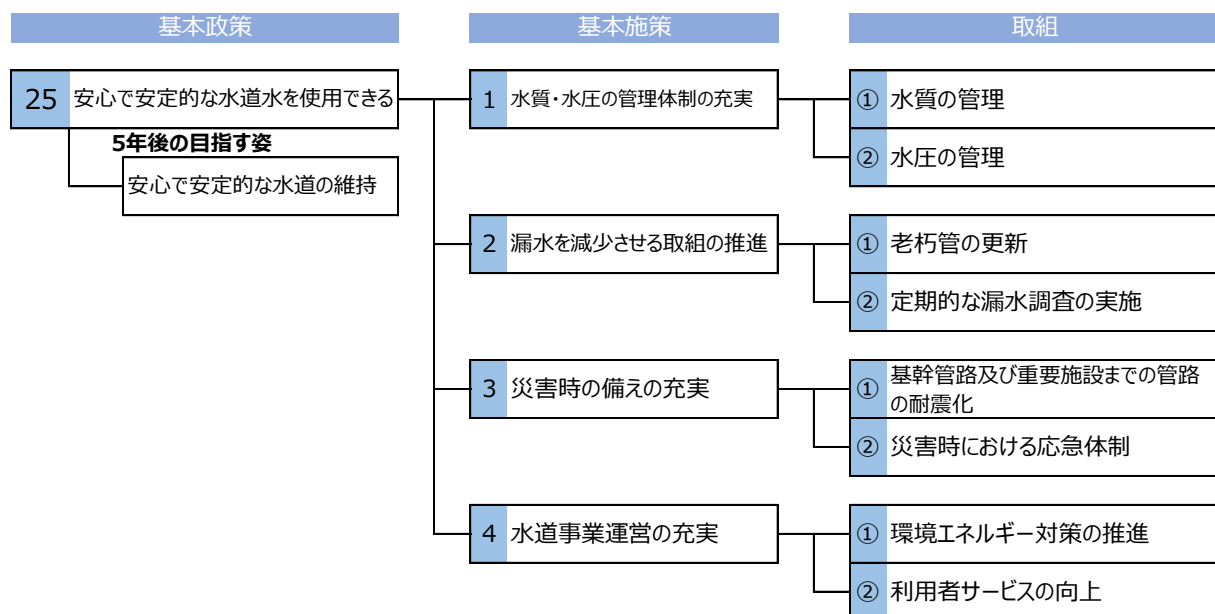 基本政策
基本施策
取組
25 安心で安定的な水道水を使用できる
5年後の目指す姿
安心で安定的な水道の維持
1 水質・水圧の管理体制の充実
① 水質の管理
② 水圧の管理
2 漏水を減少させる取組の推進
① 老朽管の更新
② 定期的な漏水調査の実施
3 災害時の備えの充実
① 基幹管路及び重要施設までの管路
の耐震化
② 災害時における応急体制
4 水道事業運営の充実
① 環境エネルギー対策の推進
② 利用者サービスの向上